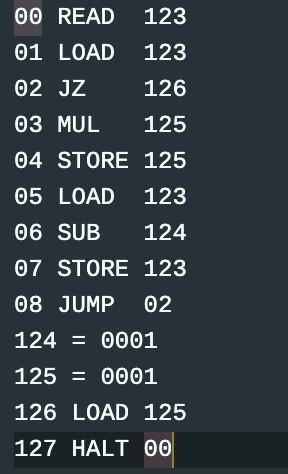 00 READ  123
01 LOAD  123
02 JZ    126
03 MUL   125
04 STORE 125
05 LOAD  123
06 SUB   124
07 STORE 123
08 JUMP  02
124 = 0001
125 = 0001
126 LOAD 125
127 HALT 00